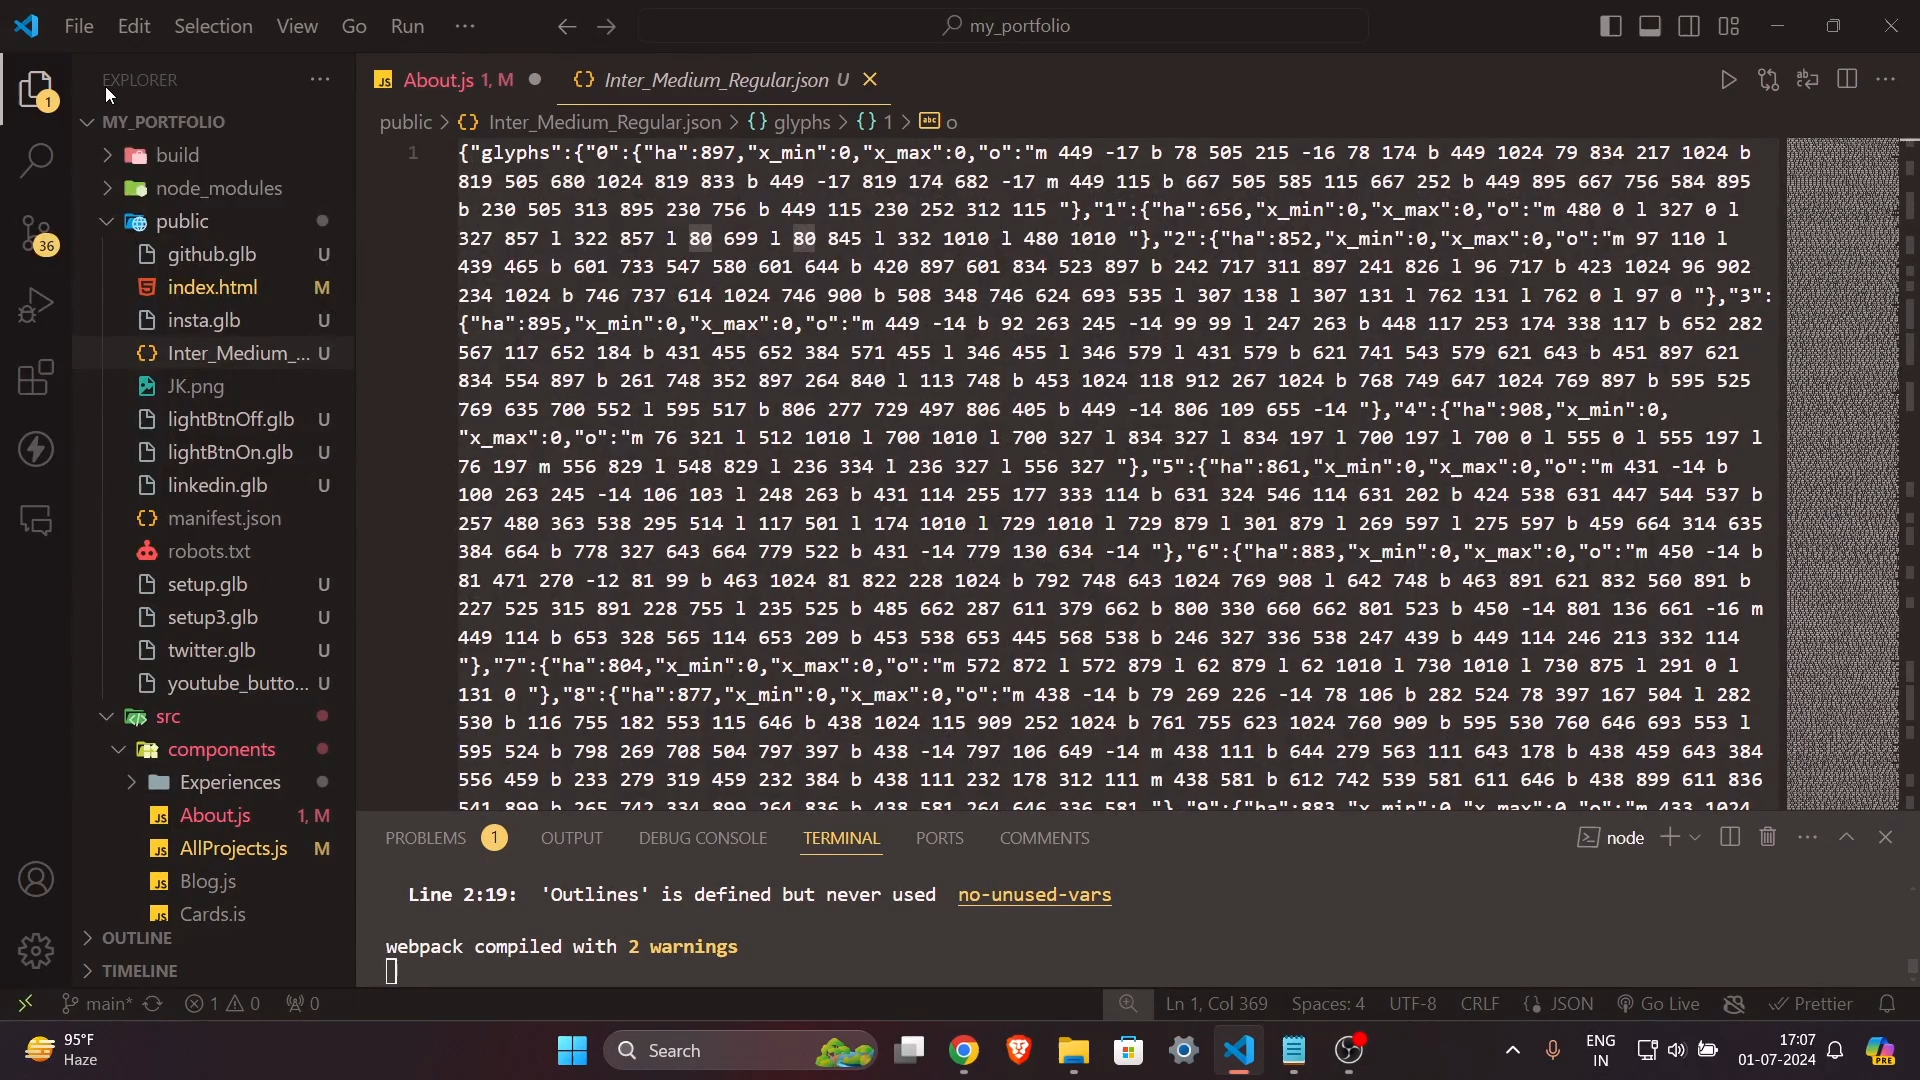 File Edit Selection View Go Run ··· my_portfolio
EXPLORER ···
1
MY_PORTFOLIO
build
node_modules
public
36
github.glb U
index.html M
insta.glb U
Inter_Medium_... U
JK.png
lightBtnOff.glb U
lightBtnOn.glb U
linkedin.glb U
manifest.json
robots.txt
setup.glb U
setup3.glb U
twitter.glb U
youtube_butto... U
src
components
Experiences
About.js 1, M
AllProjects.js M
Blog.js
Cards.js
OUTLINE
TIMELINE
About.js 1, M Inter_Medium_Regular.json U
public > Inter_Medium_Regular.json > glyphs > 1 > o
1 {"glyphs":{"0":{"ha":897,"x_min":0,"x_max":0,"o":"m 449 -17 b 78 505 215 -16 78 174 b 449 1024 79 834 217 1024 b
819 505 680 1024 819 833 b 449 -17 819 174 682 -17 m 449 115 b 667 505 585 115 667 252 b 449 895 667 756 584 895
b 230 505 313 895 230 756 b 449 115 230 252 312 115 "},"1":{"ha":656,"x_min":0,"x_max":0,"o":"m 480 0 l 327 0 l
327 857 l 322 857 l 80 699 l 80 845 l 332 1010 l 480 1010 "},"2":{"ha":852,"x_min":0,"x_max":0,"o":"m 97 110 l
439 465 b 601 733 547 580 601 644 b 420 897 601 834 523 897 b 242 717 311 897 241 826 l 96 717 b 423 1024 96 902
234 1024 b 746 737 614 1024 746 900 b 508 348 746 624 693 535 l 307 138 l 307 131 l 762 131 l 762 0 l 97 0 "},"3":
{"ha":895,"x_min":0,"x_max":0,"o":"m 449 -14 b 92 263 245 -14 99 99 l 247 263 b 448 117 253 174 338 117 b 652 282
567 117 652 184 b 431 455 652 384 571 455 l 346 455 l 346 579 l 431 579 b 621 741 543 579 621 643 b 451 897 621
834 554 897 b 261 748 352 897 264 840 l 113 748 b 453 1024 118 912 267 1024 b 768 749 647 1024 769 897 b 595 525
769 635 700 552 l 595 517 b 806 277 729 497 806 405 b 449 -14 806 109 655 -14 "},"4":{"ha":908,"x_min":0,
"x_max":0,"o":"m 76 321 l 512 1010 l 700 1010 l 700 327 l 834 327 l 834 197 l 700 197 l 700 0 l 555 0 l 555 197 l
76 197 m 556 829 l 548 829 l 236 334 l 236 327 l 556 327 "},"5":{"ha":861,"x_min":0,"x_max":0,"o":"m 431 -14 b
100 263 245 -14 106 103 l 248 263 b 431 114 255 177 333 114 b 631 324 546 114 631 202 b 424 538 631 447 544 537 b
257 480 363 538 295 514 l 117 501 l 174 1010 l 729 1010 l 729 879 l 301 879 l 269 597 l 275 597 b 459 664 314 635
384 664 b 778 327 643 664 779 522 b 431 -14 779 130 634 -14 "},"6":{"ha":883,"x_min":0,"x_max":0,"o":"m 450 -14 b
81 471 270 -12 81 99 b 463 1024 81 822 228 1024 b 792 748 643 1024 769 908 l 642 748 b 463 891 621 832 560 891 b
227 525 315 891 228 755 l 235 525 b 485 662 287 611 379 662 b 800 330 660 662 801 523 b 450 -14 801 136 661 -16 m
449 114 b 653 328 565 114 653 209 b 453 538 653 445 568 538 b 246 327 336 538 247 439 b 449 114 246 213 332 114
"},"7":{"ha":804,"x_min":0,"x_max":0,"o":"m 572 872 l 572 879 l 62 879 l 62 1010 l 730 1010 l 730 875 l 291 0 l
131 0 "},"8":{"ha":877,"x_min":0,"x_max":0,"o":"m 438 -14 b 79 269 226 -14 78 106 b 282 524 78 397 167 504 l 282
530 b 116 755 182 553 115 646 b 438 1024 115 909 252 1024 b 761 755 623 1024 760 909 b 595 530 760 646 693 553 l
595 524 b 798 269 708 504 797 397 b 438 -14 797 106 649 -14 m 438 111 b 644 279 563 111 643 178 b 438 459 643 384
556 459 b 233 279 319 459 232 384 b 438 111 232 178 312 111 m 438 581 b 612 742 539 581 611 646 b 438 899 611 836
541 899 b 265 742 334 899 264 836 b 438 581 264 646 336 581 "},"9":{"ha":883,"x_min":0,"x_max":0,"o":"m 433 1024
PROBLEMS 1 OUTPUT DEBUG CONSOLE TERMINAL PORTS COMMENTS node
Line 2:19: 'Outlines' is defined but never used no-unused-vars
webpack compiled with 2 warnings
main* 1 0 0 Ln 1, Col 369 Spaces: 4 UTF-8 CRLF JSON Go Live Prettier
95°F
Haze
Search
ENG
IN
17:07
01-07-2024
PRE